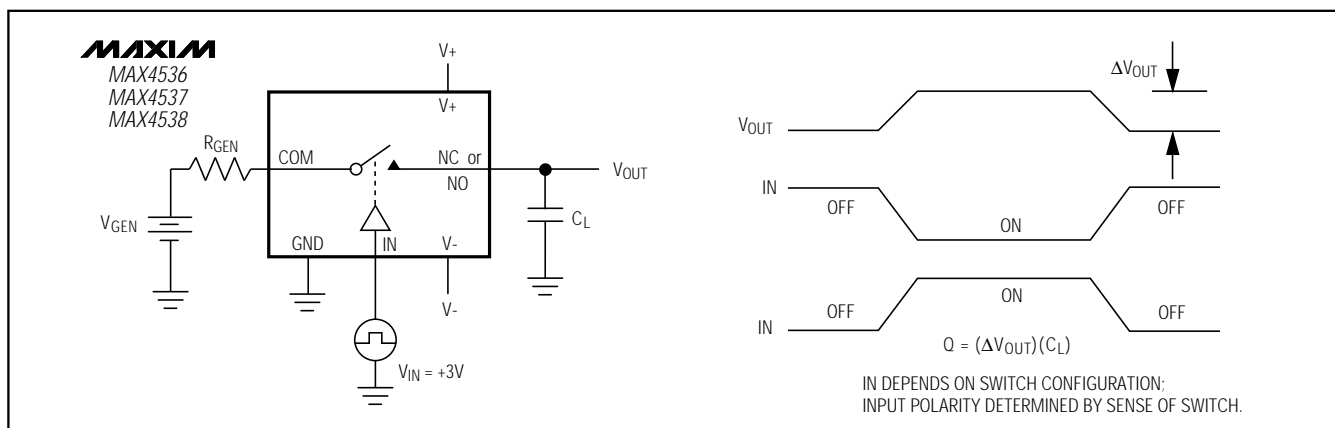 MAXIM
MAX4536
MAX4537
MAX4538
V+
V+
RGEN
COM
NC or
NO
VOUT
VGEN
CL
GND
IN
V-
V-
VIN = +3V
ΔVOUT
VOUT
IN
OFF
ON
OFF
IN
OFF
ON
OFF
Q = (ΔVOUT)(CL)
IN DEPENDS ON SWITCH CONFIGURATION;
INPUT POLARITY DETERMINED BY SENSE OF SWITCH.